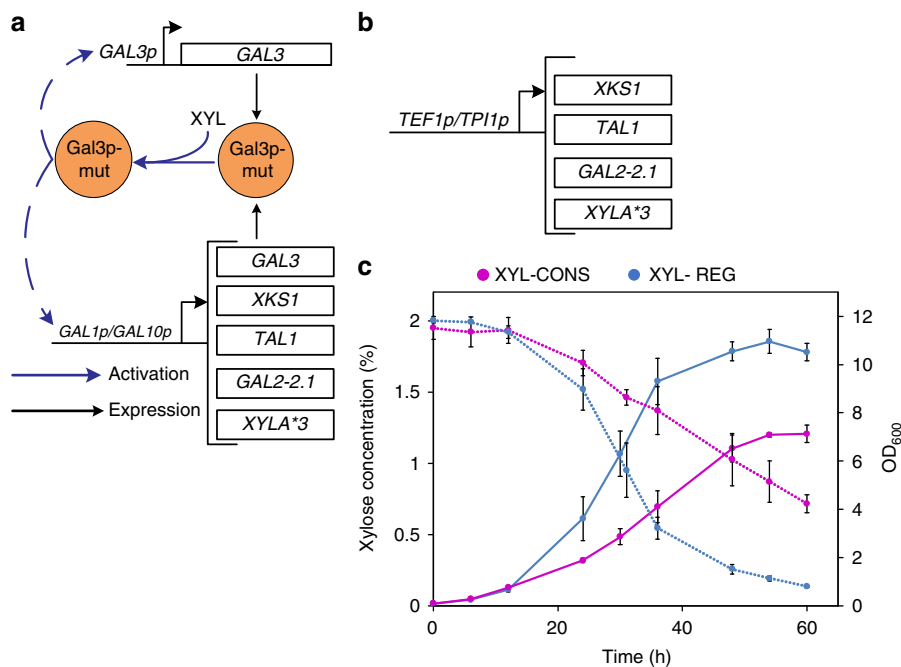 a
GAL3p
GAL3
XYL
Gal3p-
mut
Gal3p-
mut
GAL3
XKS1
TAL1
GAL2-2.1
XYLA*3
GAL1p/GAL10p
Activation
Expression
b
TEF1p/TPI1p
XKS1
TAL1
GAL2-2.1
XYLA*3
c
XYL-CONS
XYL- REG
Xylose concentration (%)
2
1.5
1
0.5
0
12
10
8
6
4
2
0
OD600
0
20
40
60
Time (h)